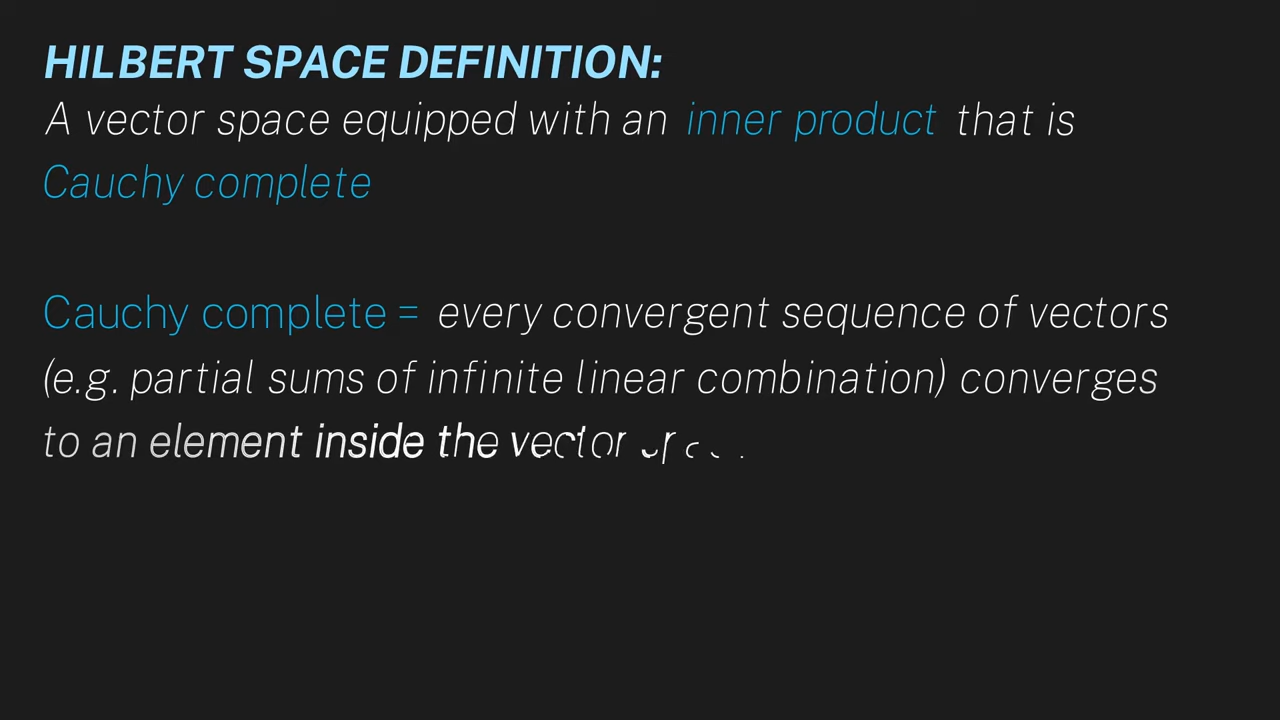 HILBERT SPACE DEFINITION:
A vector space equipped with an inner product that is
Cauchy complete
Cauchy complete = every convergent sequence of vectors
(e.g. partial sums of infinite linear combination) converges
to an element inside the vector